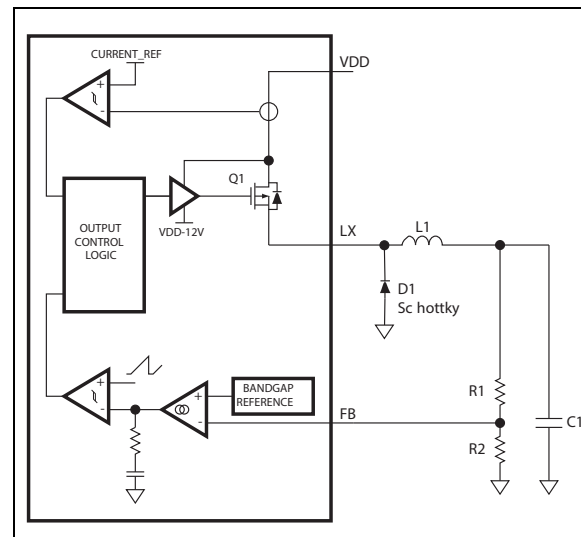 CURRENT_REF
VDD
+
-
Q1
OUTPUT
CONTROL
LOGIC
VDD-12V
LX
L1
D1
Sc hottky
BANDGAP
REFERENCE
+
-
+
-
FB
R1
R2
C1